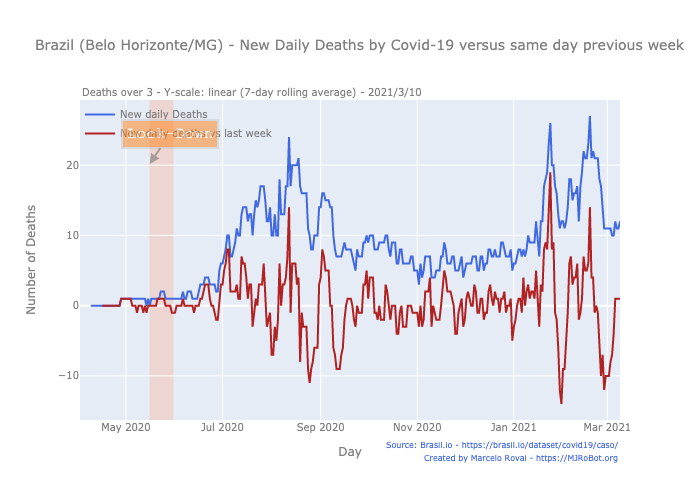 Brazil (Belo Horizonte/MG) - New Daily Deaths by Covid-19 versus same day previous week
Deaths over 3 - Y-scale: linear (7-day rolling average) - 2021/3/10
New daily Deaths
New daily deaths vs last week
20
10
0
−10
Number of Deaths
May 2020
Jul 2020
Sep 2020
Nov 2020
Jan 2021
Mar 2021
Day
Source: Brasil.io - https://brasil.io/dataset/covid19/caso/
Created by Marcelo Rovai - https://MJRoBot.org